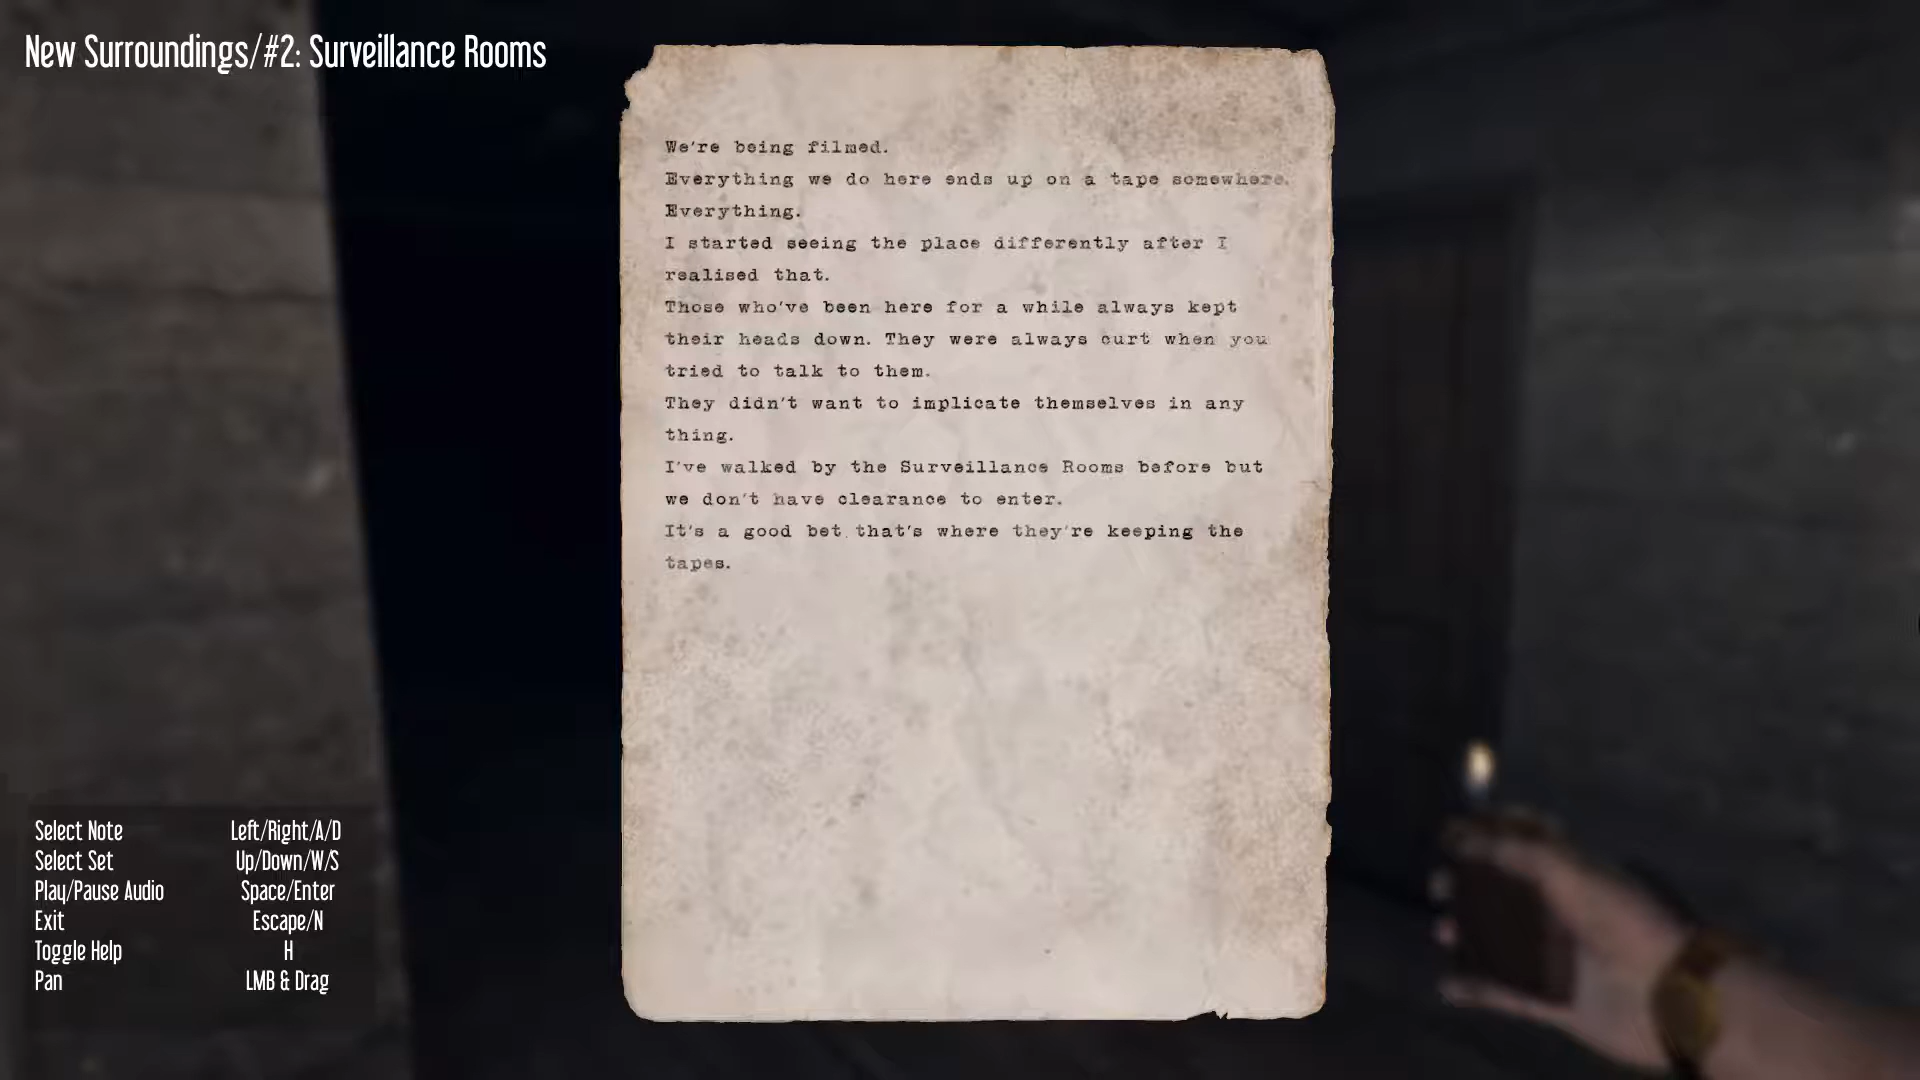 New Surroundings/#2: Surveillance Rooms
We're being filmed.
Everything we do here ends up on a tape somewhere.
Everything.
I started seeing the place differently after I
realised that.
Those who've been here for a while always kept
their heads down. They were always curt when you
tried to talk to them.
They didn't want to implicate themselves in any
thing.
I've walked by the Surveillance Rooms before but
we don't have clearance to enter.
It's a good bet that's where they're keeping the
tapes.
Select Note Left/Right/A/D
Select Set Up/Down/W/S
Play/Pause Audio Space/Enter
Exit Escape/N
Toggle Help H
Pan LMB & Drag